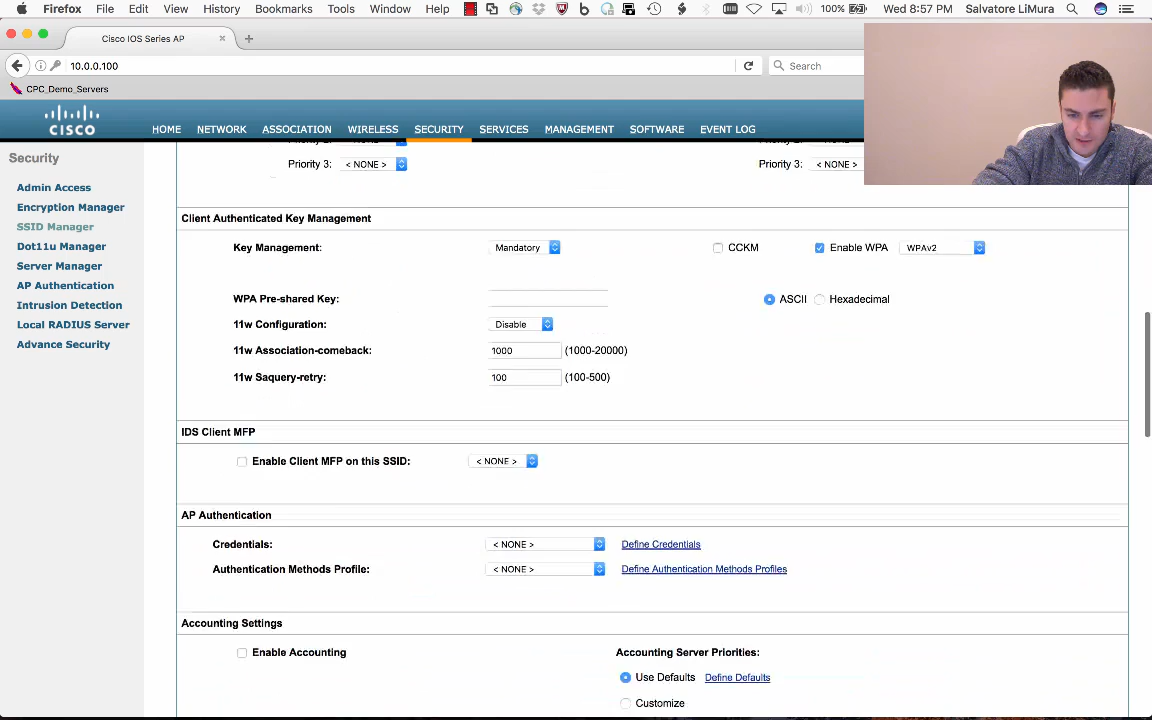 Firefox File Edit View History Bookmarks Tools Window Help 100% Wed 8:57 PM Salvatore LiMura
Cisco IOS Series AP
10.0.0.100 Search
CPC_Demo_Servers
CISCO HOME NETWORK ASSOCIATION WIRELESS SECURITY SERVICES MANAGEMENT SOFTWARE EVENT LOG
Security
Admin Access
Encryption Manager
SSID Manager
Dot11u Manager
Server Manager
AP Authentication
Intrusion Detection
Local RADIUS Server
Advance Security
Priority 3: < NONE > Priority 3: < NONE >
Client Authenticated Key Management
Key Management: Mandatory CCKM Enable WPA WPAv2
WPA Pre-shared Key: ASCII Hexadecimal
11w Configuration: Disable
11w Association-comeback: 1000 (1000-20000)
11w Saquery-retry: 100 (100-500)
IDS Client MFP
Enable Client MFP on this SSID: < NONE >
AP Authentication
Credentials: < NONE > Define Credentials
Authentication Methods Profile: < NONE > Define Authentication Methods Profiles
Accounting Settings
Enable Accounting Accounting Server Priorities:
Use Defaults Define Defaults
Customize